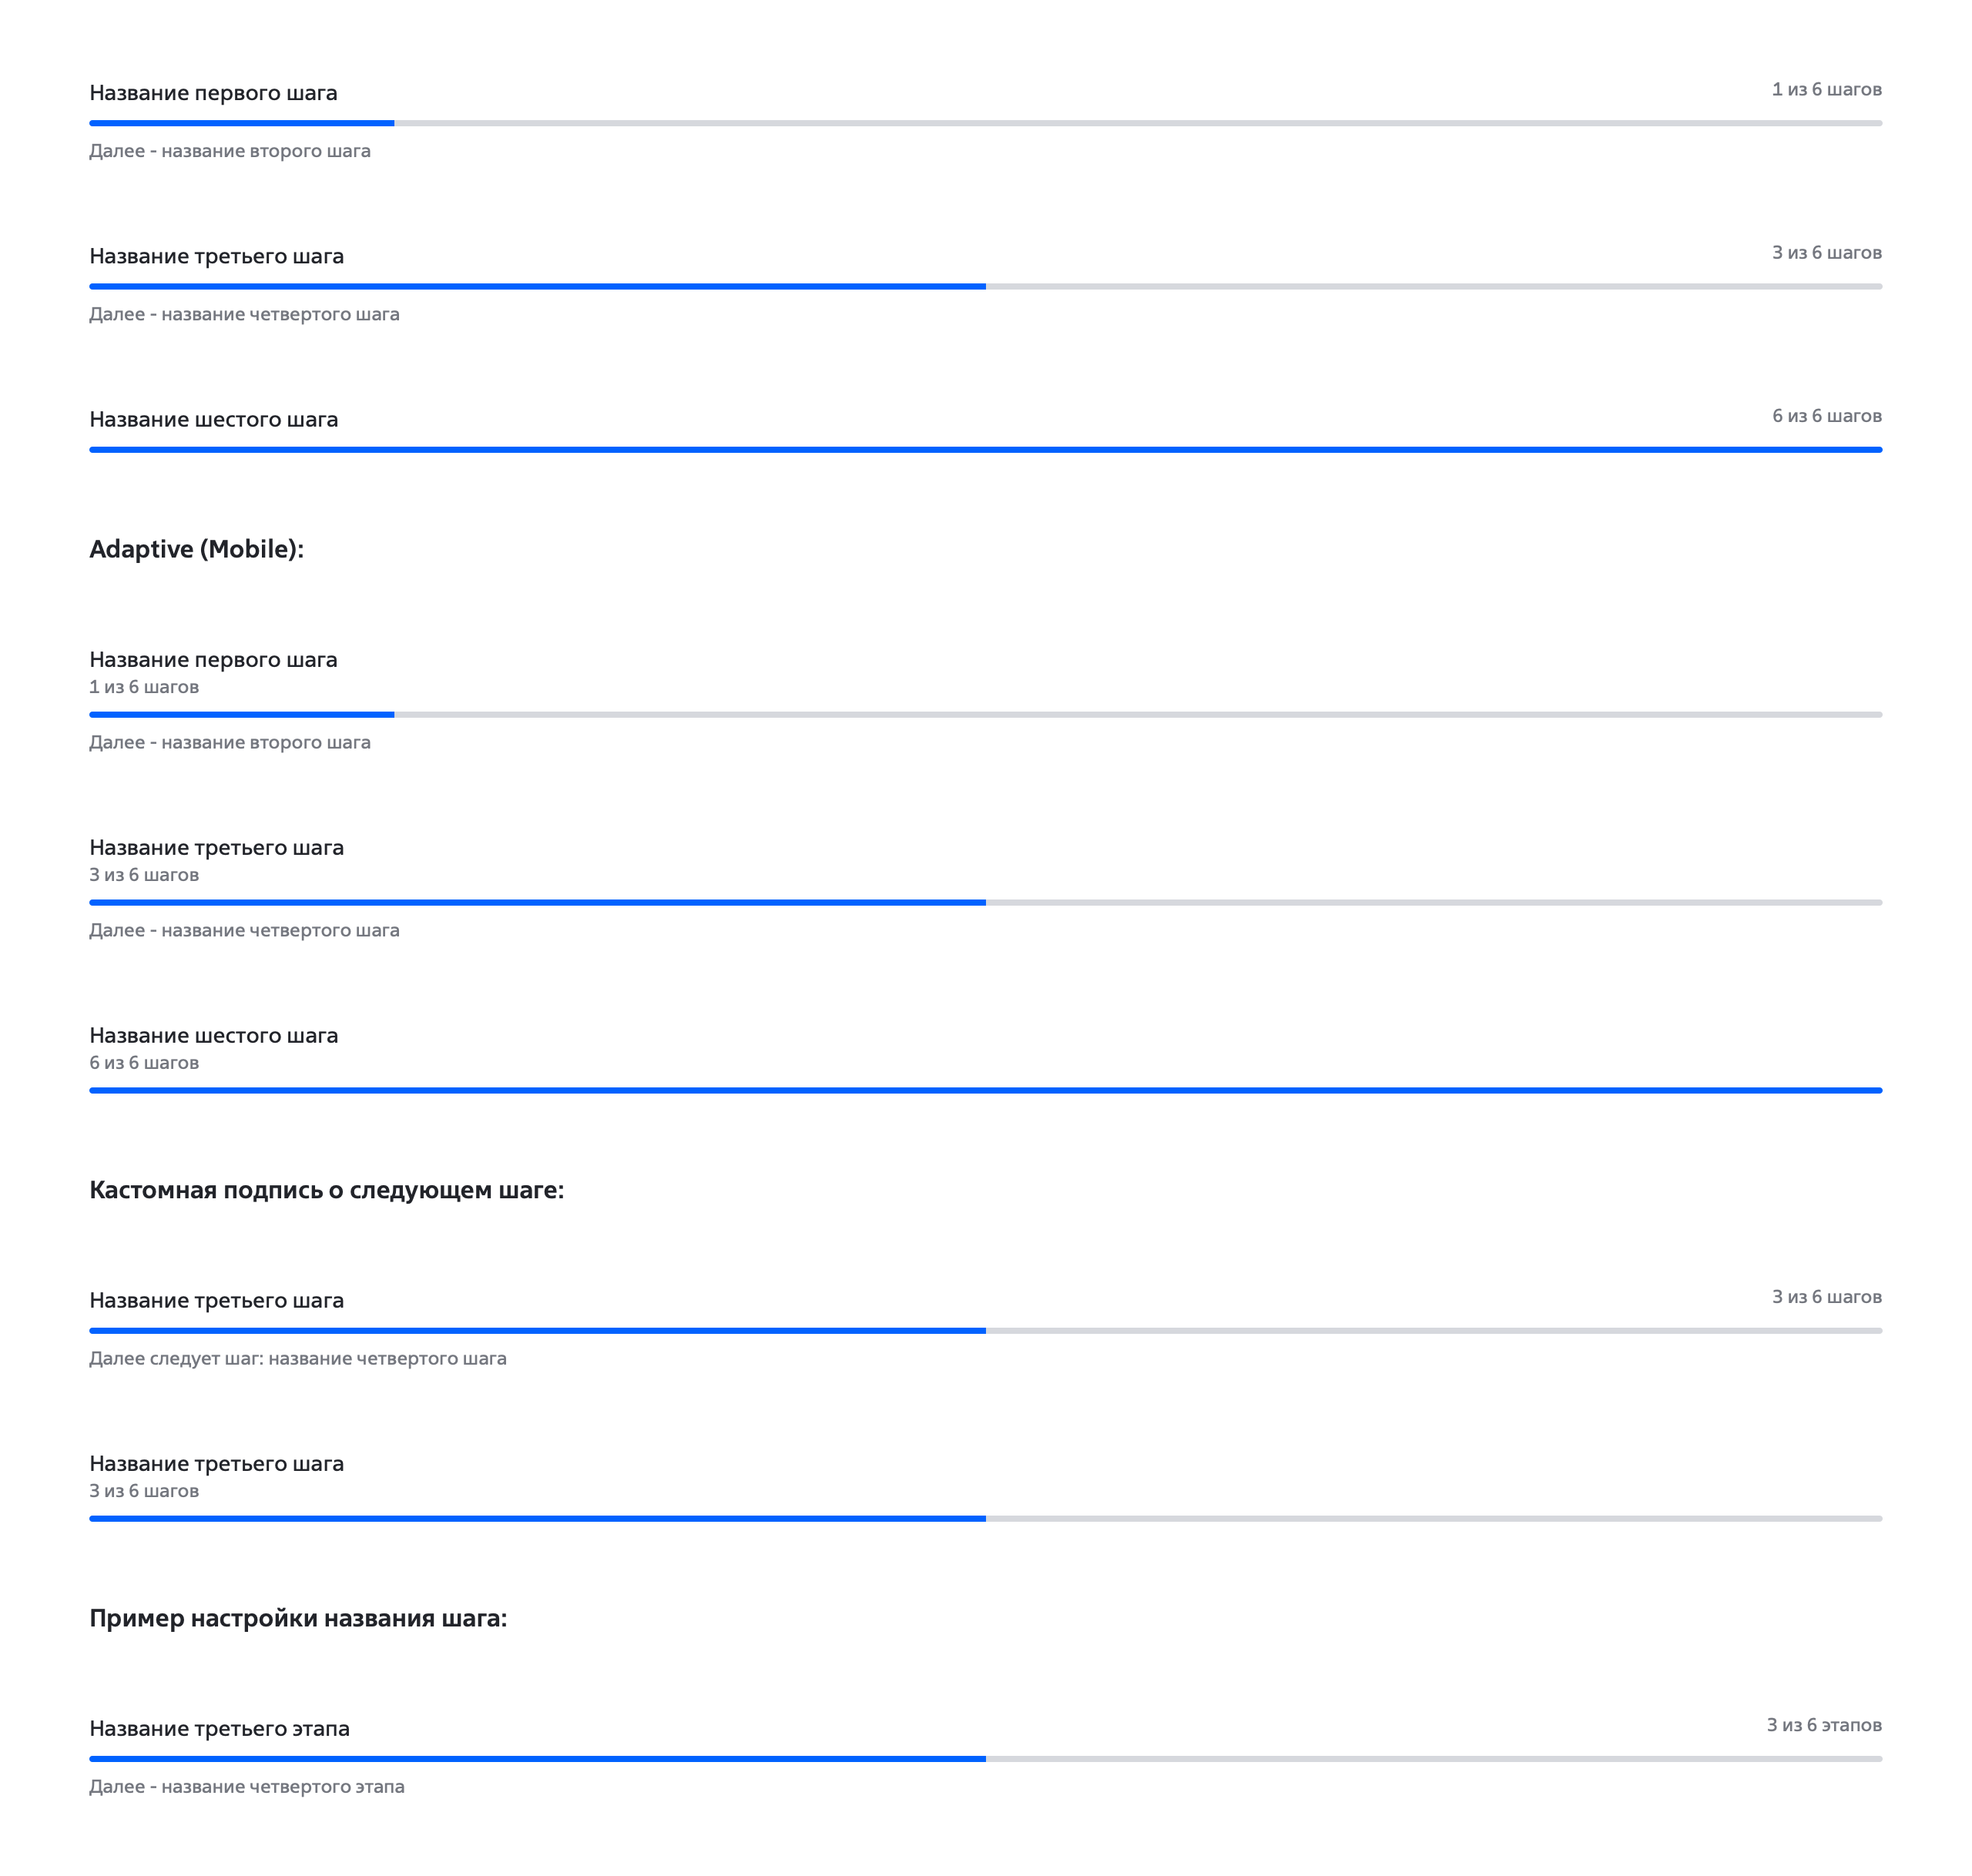 Название первого шага
1 из 6 шагов
Далее - название второго шага
Название третьего шага
3 из 6 шагов
Далее - название четвертого шага
Название шестого шага
6 из 6 шагов
Adaptive (Mobile):
Название первого шага
1 из 6 шагов
Далее - название второго шага
Название третьего шага
3 из 6 шагов
Далее - название четвертого шага
Название шестого шага
6 из 6 шагов
Кастомная подпись о следующем шаге:
Название третьего шага
3 из 6 шагов
Далее следует шаг: название четвертого шага
Название третьего шага
3 из 6 шагов
Пример настройки названия шага:
Название третьего этапа
3 из 6 этапов
Далее - название четвертого этапа